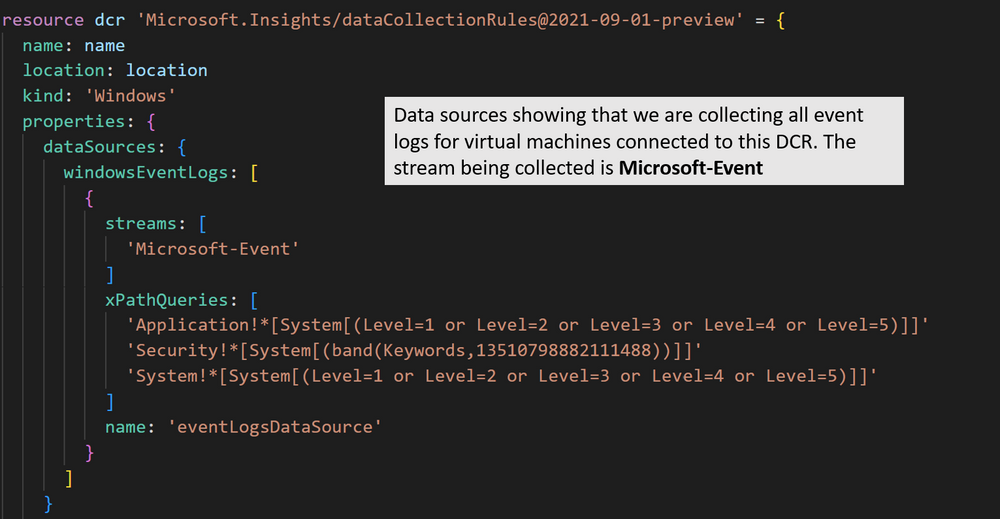 resource dcr 'Microsoft.Insights/dataCollectionRules@2021-09-01-preview' = {
name: name
location: location
kind: 'Windows'
properties: {
dataSources: {
windowsEventLogs: [
{
streams: [
'Microsoft-Event'
]
xPathQueries: [
'Application!*[System[(Level=1 or Level=2 or Level=3 or Level=4 or Level=5)]]'
'Security!*[System[(band(Keywords,13510798882111488))]]'
'System!*[System[(Level=1 or Level=2 or Level=3 or Level=4 or Level=5)]]'
]
name: 'eventLogsDataSource'
}
]
}
Data sources showing that we are collecting all event
logs for virtual machines connected to this DCR. The
stream being collected is Microsoft-Event